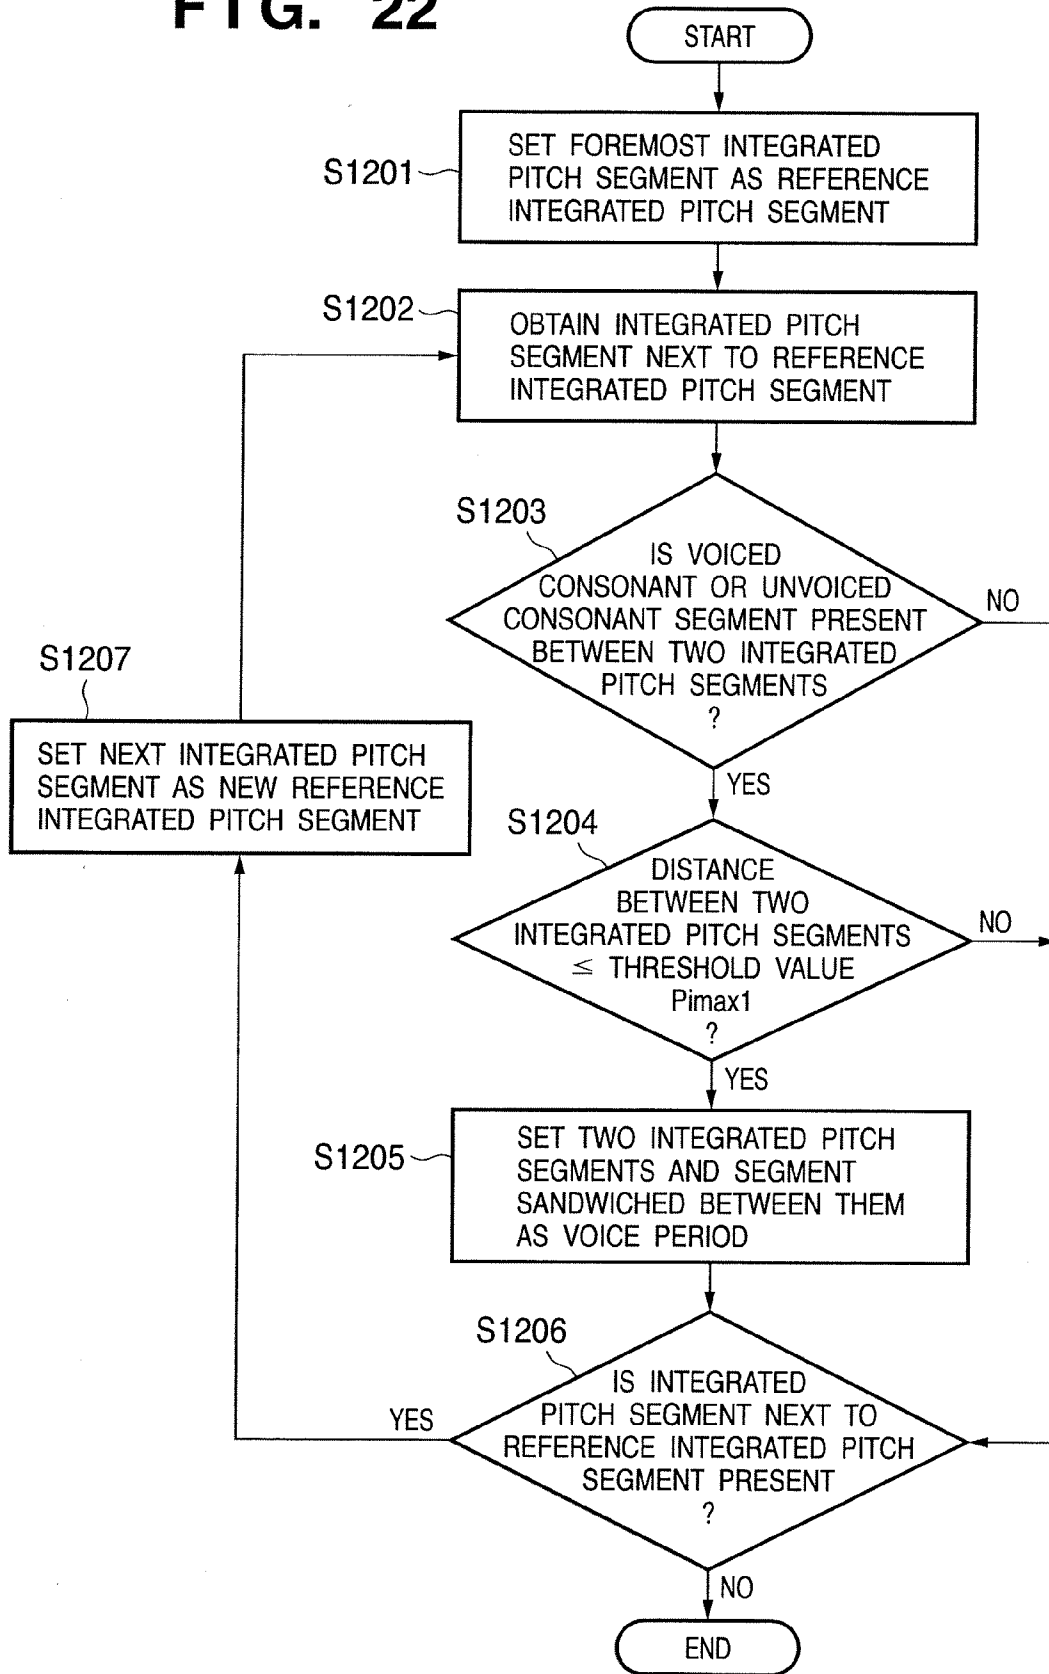 FIG. 22
START
S1201
SET FOREMOST INTEGRATED
PITCH SEGMENT AS REFERENCE
INTEGRATED PITCH SEGMENT
S1202
OBTAIN INTEGRATED PITCH
SEGMENT NEXT TO REFERENCE
INTEGRATED PITCH SEGMENT
S1203
IS VOICED
CONSONANT OR UNVOICED
CONSONANT SEGMENT PRESENT
BETWEEN TWO INTEGRATED
PITCH SEGMENTS
?
NO
YES
S1207
SET NEXT INTEGRATED PITCH
SEGMENT AS NEW REFERENCE
INTEGRATED PITCH SEGMENT
S1204
DISTANCE
BETWEEN TWO
INTEGRATED PITCH SEGMENTS
≤ THRESHOLD VALUE
Pimax1
?
NO
YES
S1205
SET TWO INTEGRATED PITCH
SEGMENTS AND SEGMENT
SANDWICHED BETWEEN THEM
AS VOICE PERIOD
S1206
IS INTEGRATED
PITCH SEGMENT NEXT TO
REFERENCE INTEGRATED PITCH
SEGMENT PRESENT
?
YES
NO
END